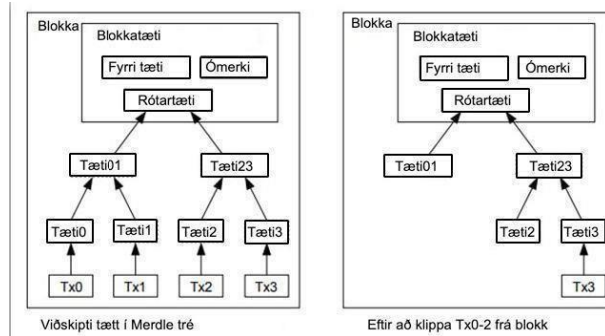 Blokka
Blokkatæti
Fyrri tæti
Ómerki
Rótartæti
Tæti01
Tæti23
Tæti0
Tæti1
Tæti2
Tæti3
Tx0
Tx1
Tx2
Tx3
Viðskipti tætt í Merdle tré
Blokka
Blokkatæti
Fyrri tæti
Ómerki
Rótartæti
Tæti01
Tæti23
Tæti2
Tæti3
Tx3
Eftir að klippa Tx0-2 frá blokk